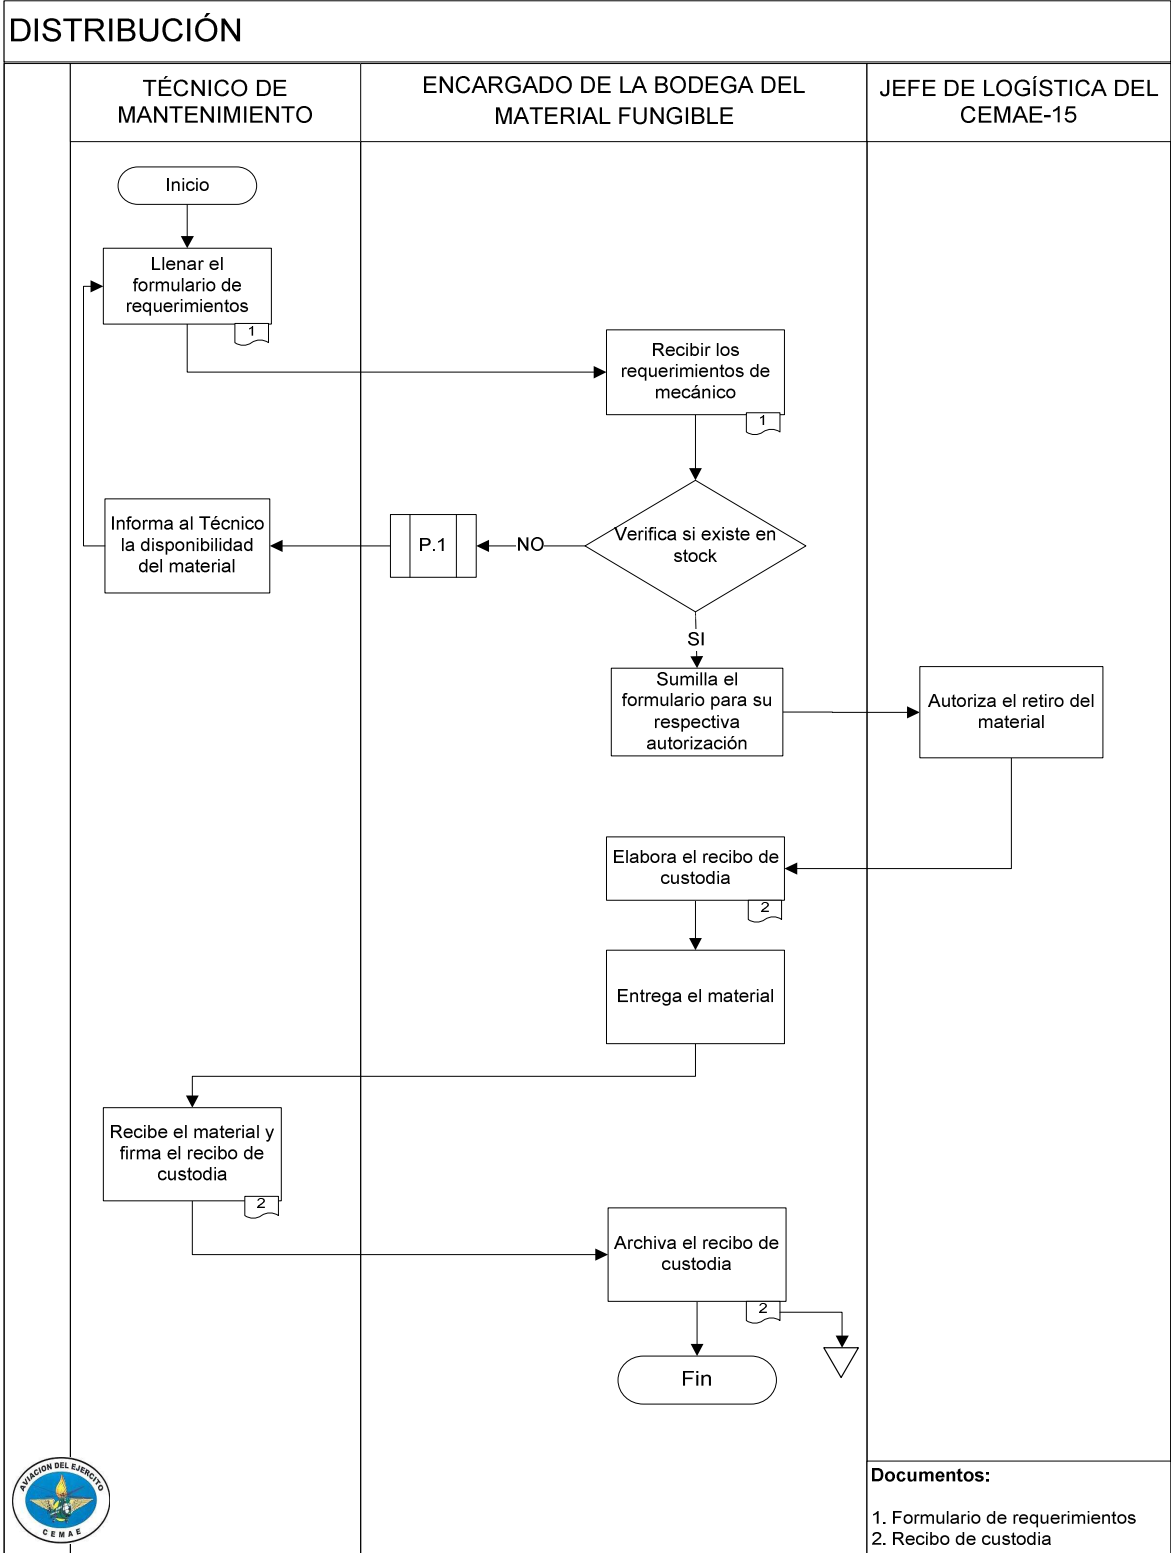 DISTRIBUCIÓN
TÉCNICO DE
MANTENIMIENTO
ENCARGADO DE LA BODEGA DEL
MATERIAL FUNGIBLE
JEFE DE LOGÍSTICA DEL
CEMAE-15
Inicio
Llenar el
formulario de
requerimientos
1
Recibir los
requerimientos de
mecánico
1
Verifica si existe en
stock
NO
P.1
Informa al Técnico
la disponibilidad
del material
SI
Sumilla el
formulario para su
respectiva
autorización
Autoriza el retiro del
material
Elabora el recibo de
custodia
2
Entrega el material
Recibe el material y
firma el recibo de
custodia
2
Archiva el recibo de
custodia
2
Fin
AVIACION DEL EJERCITO
CEMAE
Documentos:
1. Formulario de requerimientos
2. Recibo de custodia